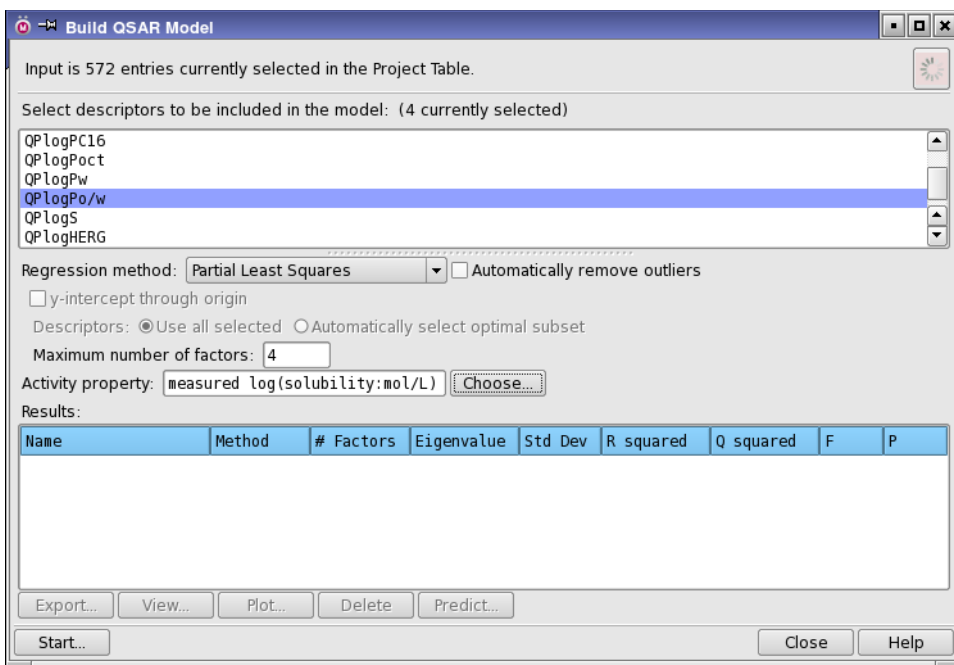 Build QSAR Model
Input is 572 entries currently selected in the Project Table.
Select descriptors to be included in the model: (4 currently selected)
QPlogPC16
QPlogPoct
QPlogPw
QPlogPo/w
QPlogS
QPlogHERG
Regression method: Partial Least Squares Automatically remove outliers
y-intercept through origin
Descriptors: Use all selected Automatically select optimal subset
Maximum number of factors: 4
Activity property: measured log(solubility:mol/L) Choose...
Results:
Name Method # Factors Eigenvalue Std Dev R squared Q squared F P
Export... View... Plot... Delete Predict...
Start... Close Help